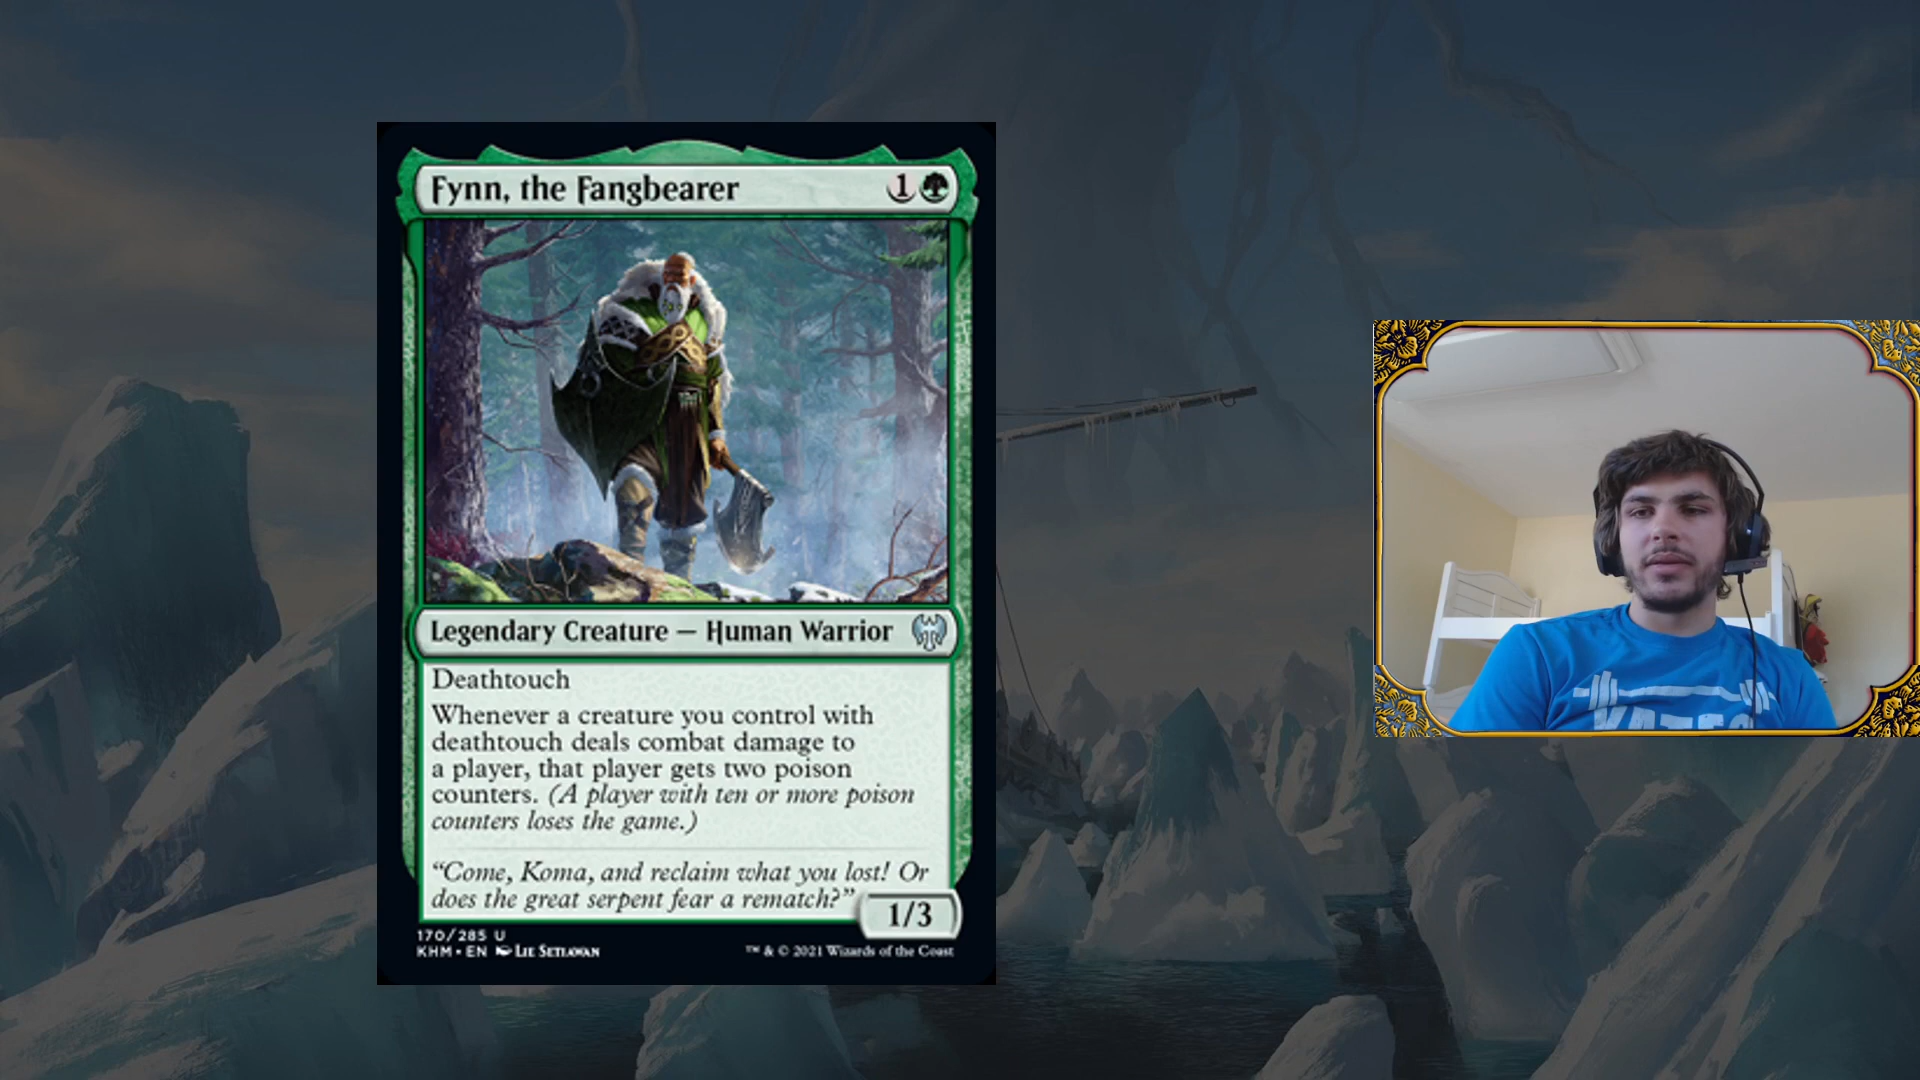 Fynn, the Fangbearer 1
Legendary Creature — Human Warrior
Deathtouch
Whenever a creature you control with
deathtouch deals combat damage to
a player, that player gets two poison
counters. (A player with ten or more poison
counters loses the game.)
“Come, Koma, and reclaim what you lost! Or
does the great serpent fear a rematch?”
1/3
170/285 U
KHM • EN Lie Setiawan
™ & © 2021 Wizards of the Coast